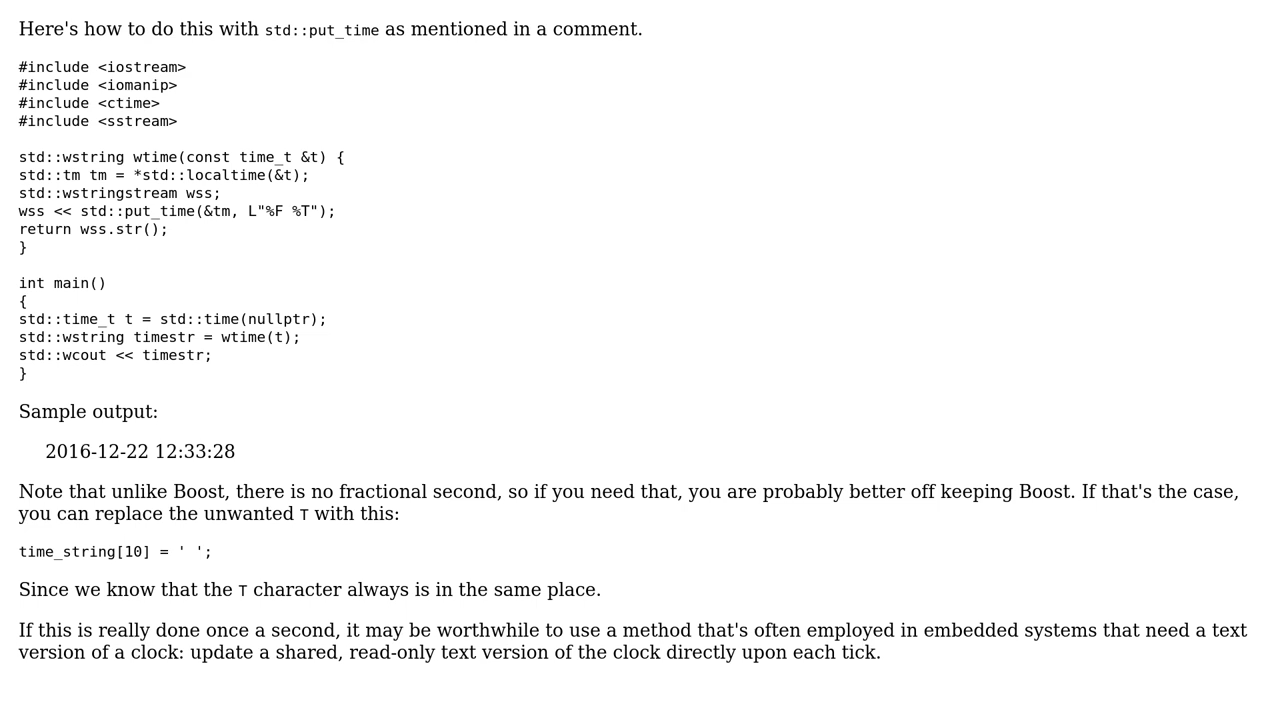 Here's how to do this with std::put_time as mentioned in a comment.
#include <iostream>
#include <iomanip>
#include <ctime>
#include <sstream>
std::wstring wtime(const time_t &t) {
std::tm tm = *std::localtime(&t);
std::wstringstream wss;
wss << std::put_time(&tm, L"%F %T");
return wss.str();
}
int main()
{
std::time_t t = std::time(nullptr);
std::wstring timestr = wtime(t);
std::wcout << timestr;
}
Sample output:
2016-12-22 12:33:28
Note that unlike Boost, there is no fractional second, so if you need that, you are probably better off keeping Boost. If that's the case,
you can replace the unwanted T with this:
time_string[10] = ' ';
Since we know that the T character always is in the same place.
If this is really done once a second, it may be worthwhile to use a method that's often employed in embedded systems that need a text
version of a clock: update a shared, read-only text version of the clock directly upon each tick.